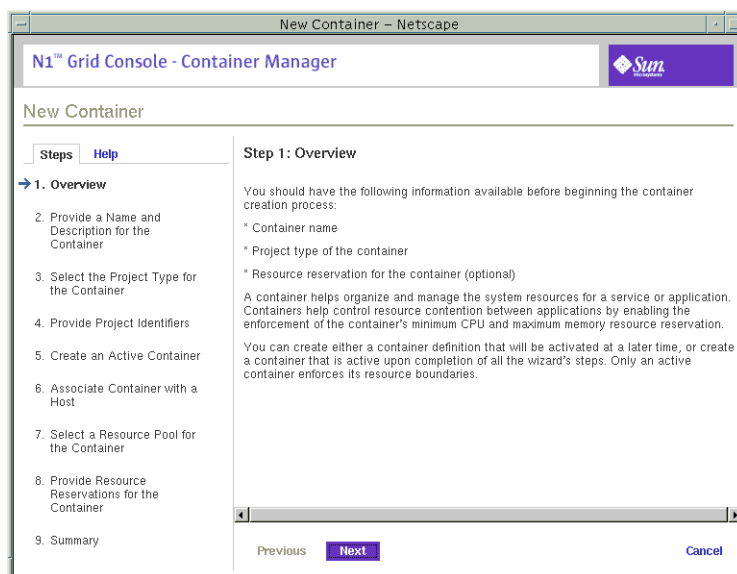 New Container – Netscape
N1™ Grid Console - Container Manager
Sun
microsystems
New Container
Steps
Help
1. Overview
2. Provide a Name and
Description for the
Container
3. Select the Project Type for
the Container
4. Provide Project Identifiers
5. Create an Active Container
6. Associate Container with a
Host
7. Select a Resource Pool for
the Container
8. Provide Resource
Reservations for the
Container
9. Summary
Step 1: Overview
You should have the following information available before beginning the container
creation process:
* Container name
* Project type of the container
* Resource reservation for the container (optional)
A container helps organize and manage the system resources for a service or application.
Containers help control resource contention between applications by enabling the
enforcement of the container's minimum CPU and maximum memory resource reservation.
You can create either a container definition that will be activated at a later time, or create
a container that is active upon completion of all the wizard's steps. Only an active
container enforces its resource boundaries.
Previous
Next
Cancel